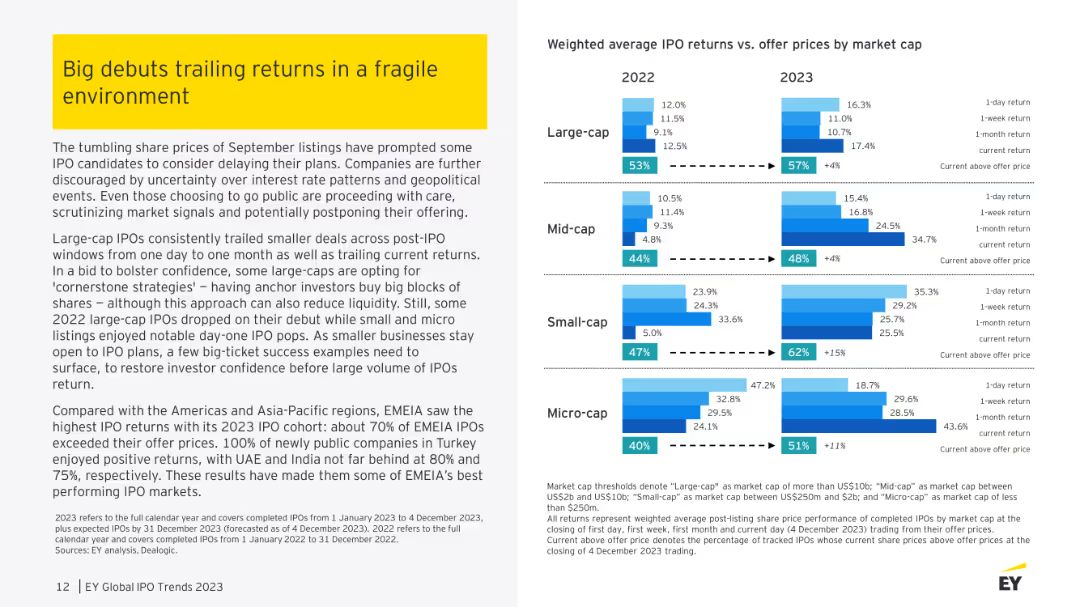 Big debuts trailing returns in a fragile
environment
The tumbling share prices of September listings have prompted some
IPO candidates to consider delaying their plans. Companies are further
discouraged by uncertainty over interest rate patterns and geopolitical
events. Even those choosing to go public are proceeding with care,
scrutinizing market signals and potentially postponing their offering.
Large-cap IPOs consistently trailed smaller deals across post-IPO
windows from one day to one month as well as trailing current returns.
In a bid to bolster confidence, some large-caps are opting for
'cornerstone strategies' — having anchor investors buy big blocks of
shares — although this approach can also reduce liquidity. Still, some
2022 large-cap IPOs dropped on their debut while small and micro
listings enjoyed notable day-one IPO pops. As smaller businesses stay
open to IPO plans, a few big-ticket success examples need to
surface, to restore investor confidence before large volume of IPOs
return.
Compared with the Americas and Asia-Pacific regions, EMEIA saw the
highest IPO returns with its 2023 IPO cohort: about 70% of EMEIA IPOs
exceeded their offer prices. 100% of newly public companies in Turkey
enjoyed positive returns, with UAE and India not far behind at 80% and
75%, respectively. These results have made them some of EMEIA's best
performing IPO markets.
2023 refers to the full calendar year and covers completed IPOs from 1 January 2023 to 4 December 2023,
plus expected IPOs by 31 December 2023 (forecasted as of 4 December 2023). 2022 refers to the full
calendar year and covers completed IPOs from 1 January 2022 to 31 December 2022.
Sources: EY analysis, Dealogic.
12 | EY Global IPO Trends 2023
Weighted average IPO returns vs. offer prices by market cap
2022 2023
Large-cap
12.0% 16.3% 1-day return
11.5% 11.0% 1-week return
9.1% 10.7% 1-month return
12.5% 17.4% current return
53% 57% +4% Current above offer price
Mid-cap
10.5% 15.4% 1-day return
11.4% 16.8% 1-week return
9.3% 24.5% 1-month return
4.8% 34.7% current return
44% 48% +4% Current above offer price
Small-cap
23.9% 35.3% 1-day return
24.3% 29.2% 1-week return
33.6% 25.7% 1-month return
5.0% 25.5% current return
47% 62% +15% Current above offer price
Micro-cap
47.2% 18.7% 1-day return
32.8% 29.6% 1-week return
29.5% 28.5% 1-month return
24.1% 43.6% current return
40% 51% +11% Current above offer price
Market cap thresholds denote "Large-cap" as market cap of more than US$10b; "Mid-cap" as market cap between
US$2b and US$10b; "Small-cap" as market cap between US$250m and $2b; and "Micro-cap" as market cap of less
than $250m.
All returns represent weighted average post-listing share price performance of completed IPOs by market cap at the
closing of first day, first week, first month and current day (4 December 2023) trading from their offer prices.
Current above offer price denotes the percentage of tracked IPOs whose current share prices above offer prices at the
closing of 4 December 2023 trading.
EY